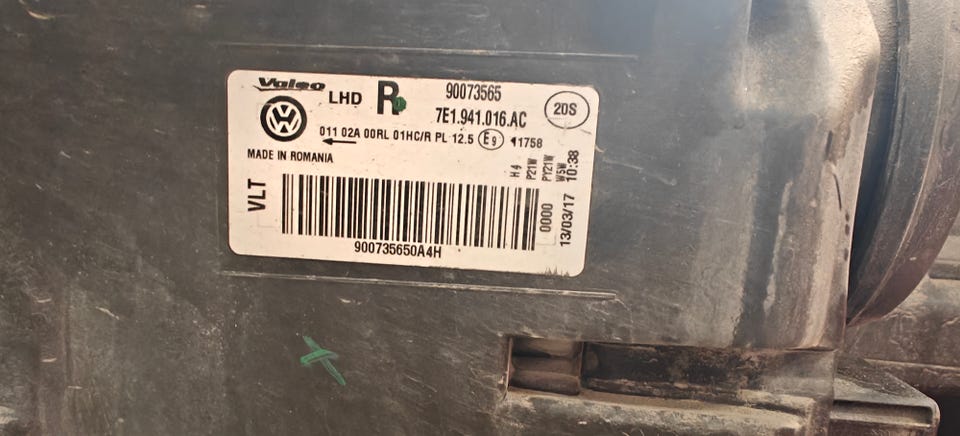 Valeo LHD R 90073565
7E1.941.016.AC 20S
VW
011 02A 00RL 01HC/R PL 12.5 E9 11758
MADE IN ROMANIA
H4
P21W
PY21W
W5W
VLT
0000
13/03/17 10:38
900735650A4H